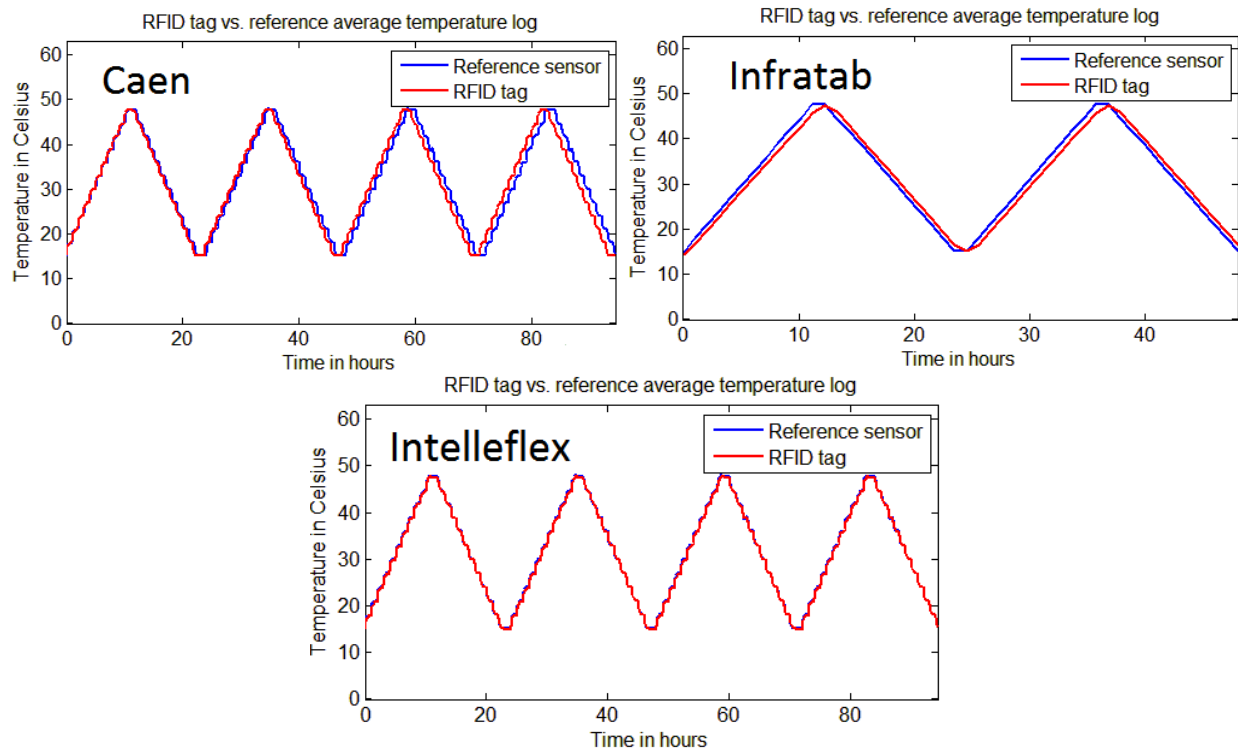 RFID tag vs. reference average temperature log
Caen
Reference sensor
RFID tag
Temperature in Celsius
60
50
40
30
20
10
0
0 20 40 60 80
Time in hours
RFID tag vs. reference average temperature log
Infratab
Reference sensor
RFID tag
Temperature in Celsius
60
50
40
30
20
10
0
0 10 20 30 40
Time in hours
RFID tag vs. reference average temperature log
Intelleflex
Reference sensor
RFID tag
Temperature in Celsius
60
50
40
30
20
10
0
0 20 40 60 80
Time in hours